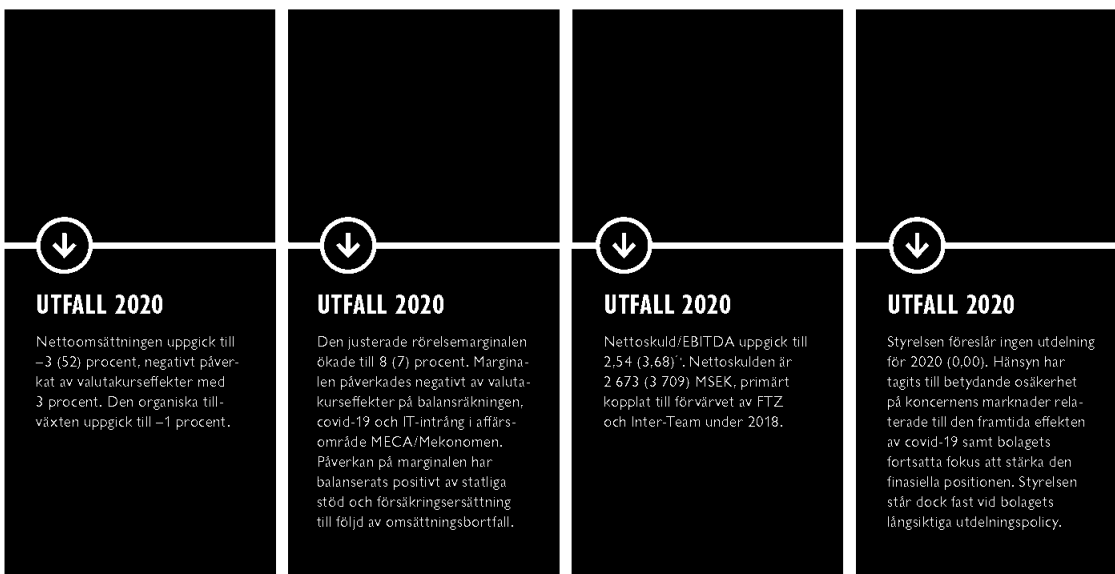 UTFALL 2020
Nettoomsättningen uppgick till
–3 (52) procent, negativt påver-
kat av valutakurseffekter med
3 procent. Den organiska till-
växten uppgick till –1 procent.
UTFALL 2020
Den justerade rörelsemarginalen
ökade till 8 (7) procent. Margina-
len påverkades negativt av valuta-
kurseffekter på balansräkningen,
covid-19 och IT-intrång i affärs-
område MECA/Mekonomen.
Påverkan på marginalen har
balanserats positivt av statliga
stöd och försäkringsersättning
till följd av omsättningsbortfall.
UTFALL 2020
Nettoskuld/EBITDA uppgick till
2,54 (3,68) . Nettoskulden är
2 673 (3 709) MSEK, primärt
kopplat till förvärvet av FTZ
och Inter-Team under 2018.
UTFALL 2020
Styrelsen föreslår ingen utdelning
för 2020 (0,00). Hänsyn har
tagits till betydande osäkerhet
på koncernens marknader rela-
terade till den framtida effekten
av covid-19 samt bolagets
fortsatta fokus att stärka den
finasiella positionen. Styrelsen
står dock fast vid bolagets
långsiktiga utdelningspolicy.